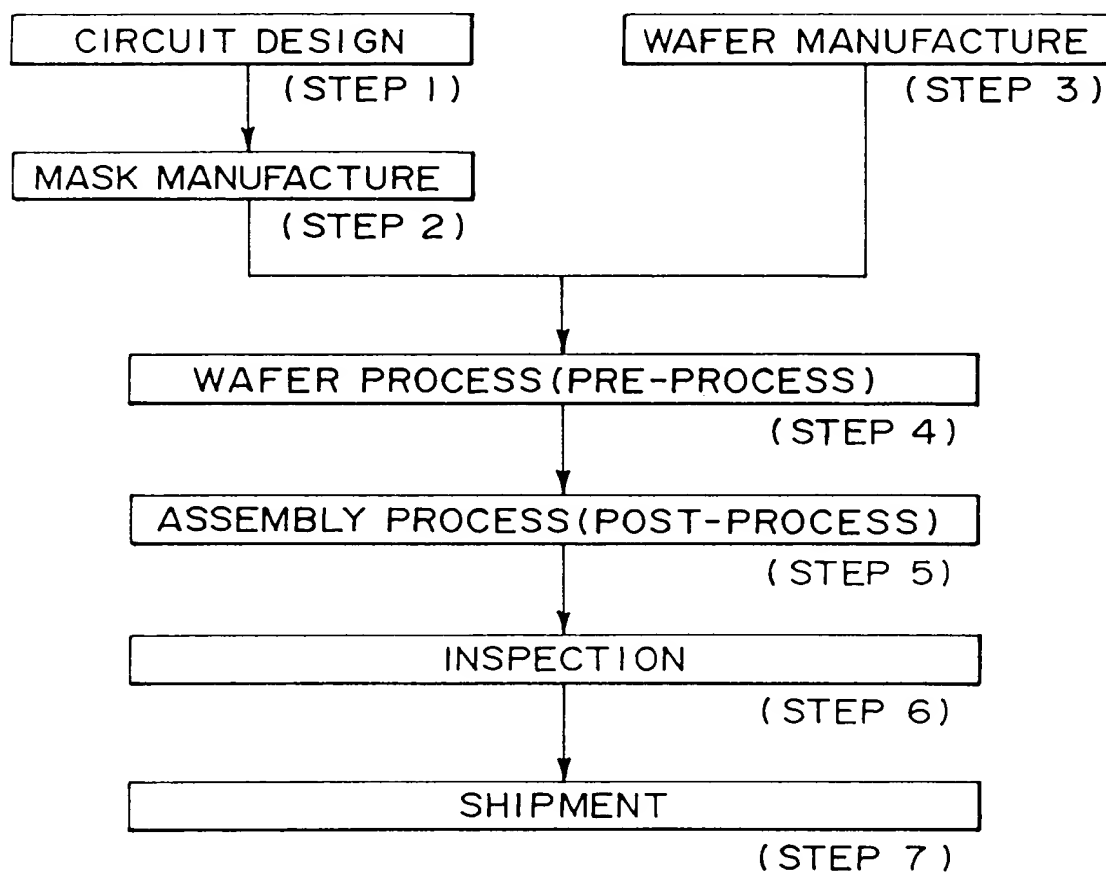 CIRCUIT DESIGN
(STEP 1)
MASK MANUFACTURE
(STEP 2)
WAFER MANUFACTURE
(STEP 3)
WAFER PROCESS(PRE-PROCESS)
(STEP 4)
ASSEMBLY PROCESS(POST-PROCESS)
(STEP 5)
INSPECTION
(STEP 6)
SHIPMENT
(STEP 7)